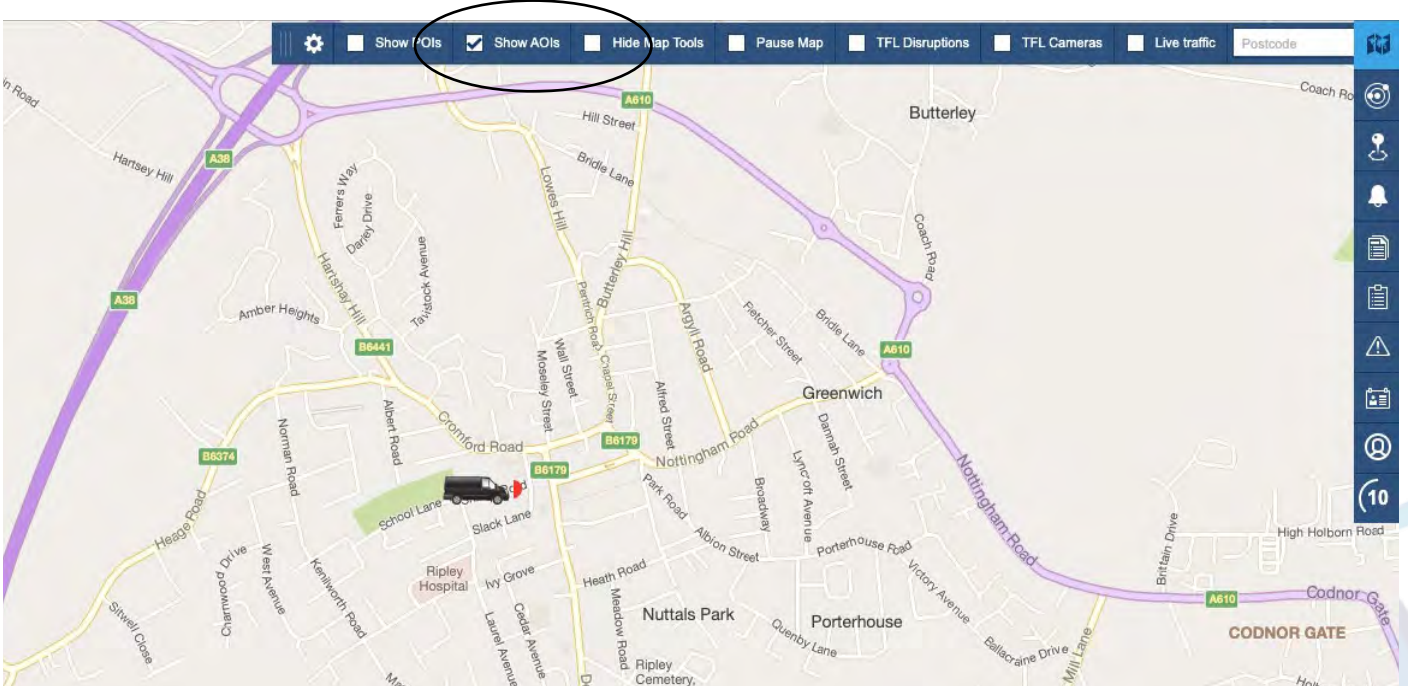 Show POIs
Show AOIs
Hide Map Tools
Pause Map
TFL Disruptions
TFL Cameras
Live traffic
Postcode
Coach Ro
n Road
A610
Butterley
Hill Street
A38
Hartsey Hill
Bridle Lane
Ferrers Way
Darley Drive
Lowes Hill
Coach Road
Tavistock Avenue
Hartshay Hill
Butterley Hill
A38
Amber Heights
Pentrich Road
Argyll Road
Fletcher Street
Bridle Lane
B6441
Moseley Street
Wall Street
Chapel Street
A610
Alfred Street
Greenwich
Albert Road
Norman Road
Cromford Road
B6179
Dannah Street
B6374
B6179
Nottingham Road
Lyncroft Avenue
Nottingham Road
Broadway
Park Road
School Lane
Slack Lane
(10
Heage Road
High Holborn Road
Brittain Drive
Albion Street
Porterhouse Road
Charnwood Drive
West Avenue
Kenilworth Road
Ripley
Hospital
Ivy Grove
Heath Road
Victory Avenue
A610
Codnor Gate
Sitwell Close
Laurel Avenue
Cedar Avenue
Meadow Road
Nuttals Park
Porterhouse
CODNOR GATE
Quenby Lane
Ballacraine Drive
Mill Lane
Ripley
Cemetery,